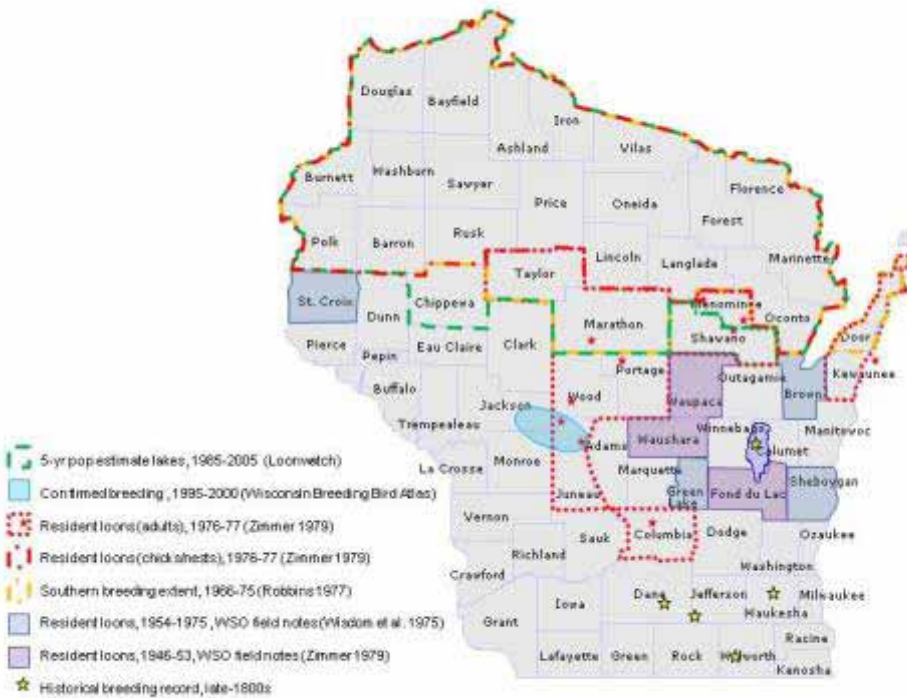 Douglas
Bayfield
Iron
Ashland
Vilas
Burnett
Washburn
Sawyer
Florence
Price
Oneida
Forest
Polk
Barron
Rusk
Lincoln
Langlade
Marinette
Taylor
St. Croix
Chippewa
Menominee
Oconto
Dunn
Marathon
Shawano
Door
Pierce
Eau Claire
Clark
Pepin
Portage
Outagamie
Kewaunee
Buffalo
Wood
Waupaca
Brown
Jackson
Trempealeau
Adams
Waushara
Winnebago
Manitowoc
Calumet
La Crosse
Monroe
Marquette
Juneau
Green
Lake
Fond du Lac
Sheboygan
Vernon
Sauk
Columbia
Dodge
Ozaukee
Richland
Washington
Crawford
Iowa
Dane
Jefferson
Milwaukee
Waukesha
Grant
Racine
Lafayette
Green
Rock
Walworth
Kenosha
5-yr pop estimate lakes, 1985-2005 (Loonwatch)
Confirmed breeding, 1995-2000 (Wisconsin Breeding Bird Atlas)
Resident loons (adults), 1976-77 (Zimmer 1979)
Resident loons (chicks/nests), 1976-77 (Zimmer 1979)
Southern breeding extent, 1966-75 (Robbins 1977)
Resident loons, 1954-1975, WSO field notes (Wisdom et al. 1975)
Resident loons, 1946-53, WSO field notes (Zimmer 1979)
Historical breeding record, late-1800s